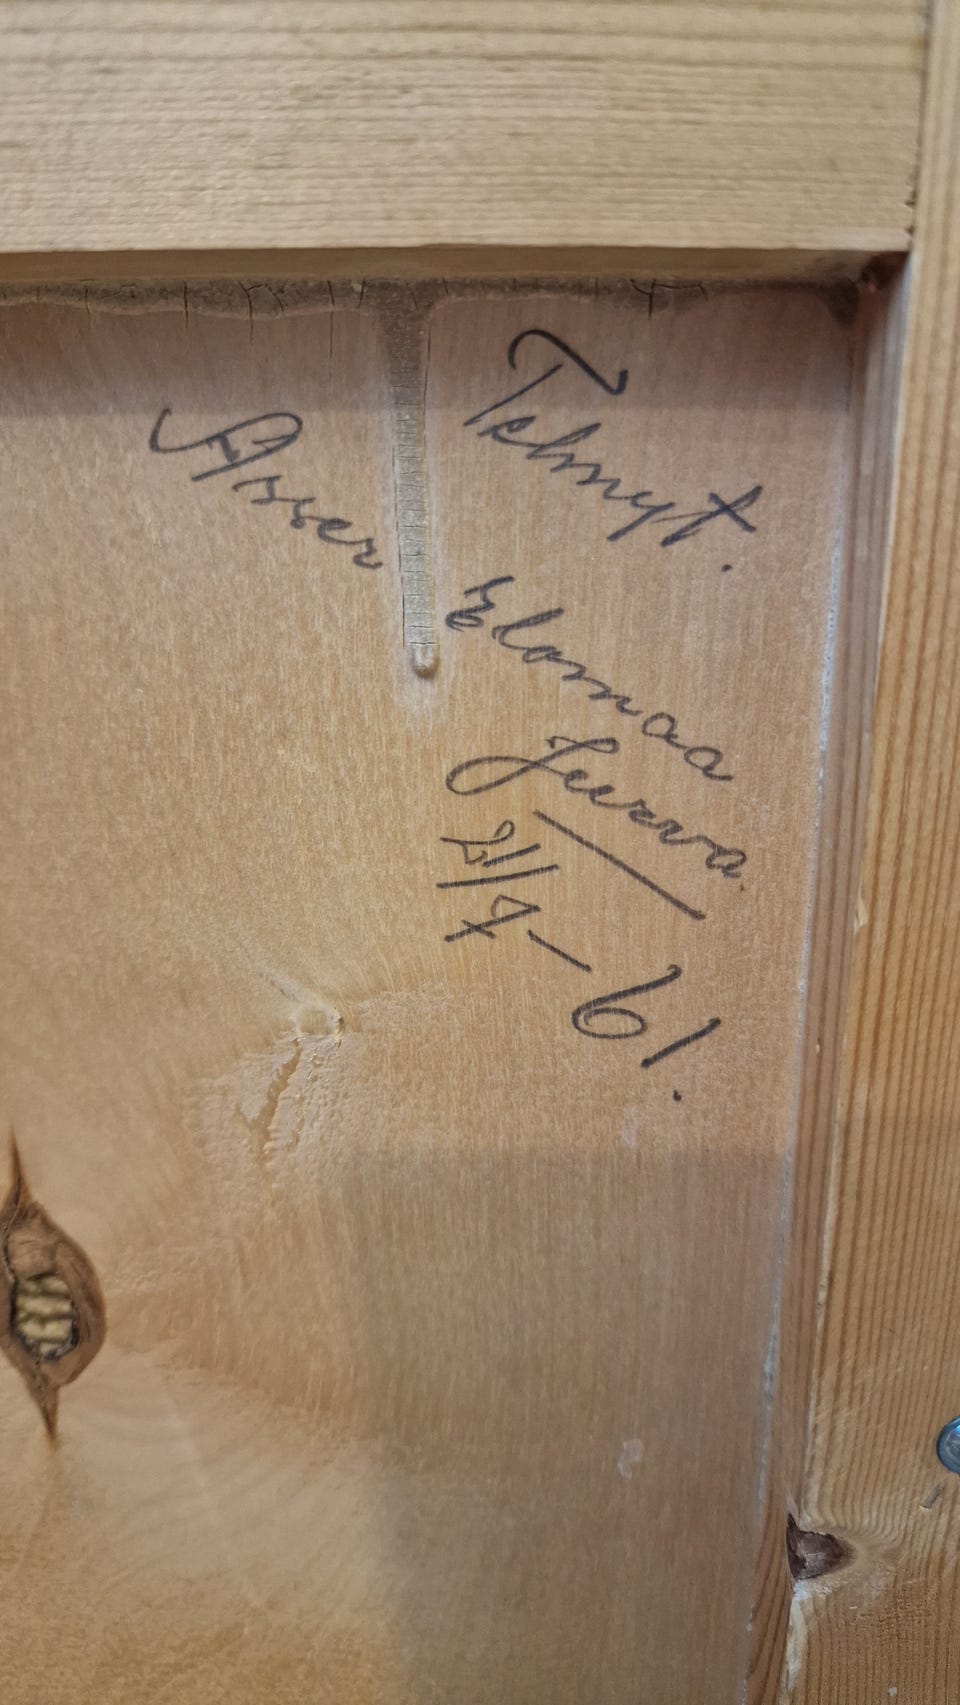 Tehnyt.
Asser Elomaa
Jurva.
21/7-61.